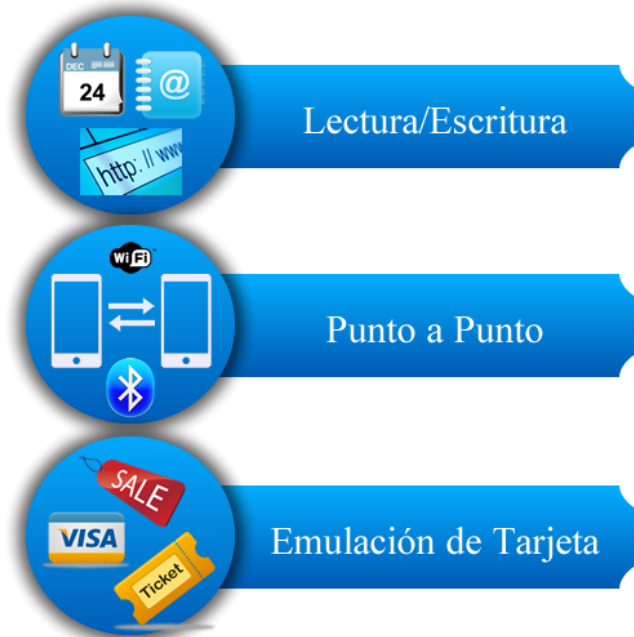 DEC
24
@
http: // www
Lectura/Escritura
WiFi
Punto a Punto
SALE
VISA
Ticket
Emulación de Tarjeta